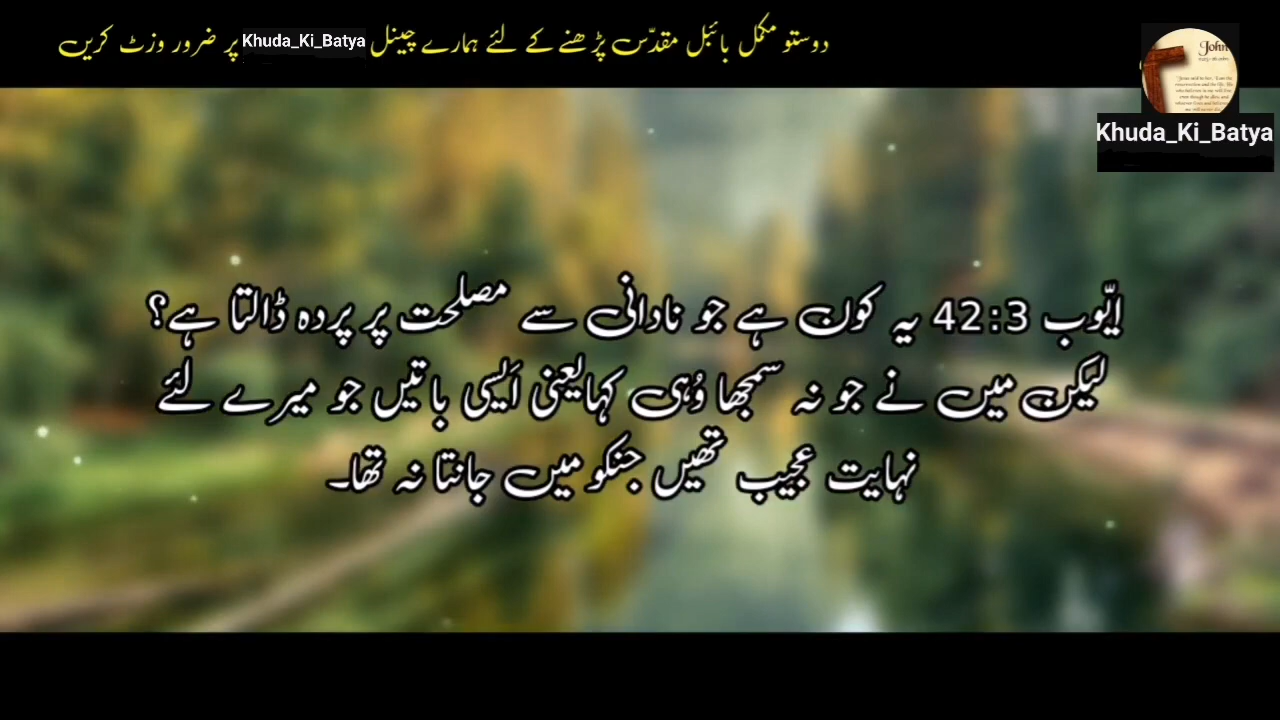 دوستو مکمل بائبل مقدّس پڑھنے کے لئے ہمارے چینل Khuda_Ki_Batya پر ضرور وزٹ کریں
John
Khuda_Ki_Batya
ایّوب 42:3 یہ کون ہے جو نادانی سے مصلحت پر پردہ ڈالتا ہے؟
لیکن میں نے جو نہ سمجھا وُہی کہا یعنی اَیسی باتیں جو میرے لئے
نہایت عجیب تھیں جنکو میں جانتا نہ تھا۔